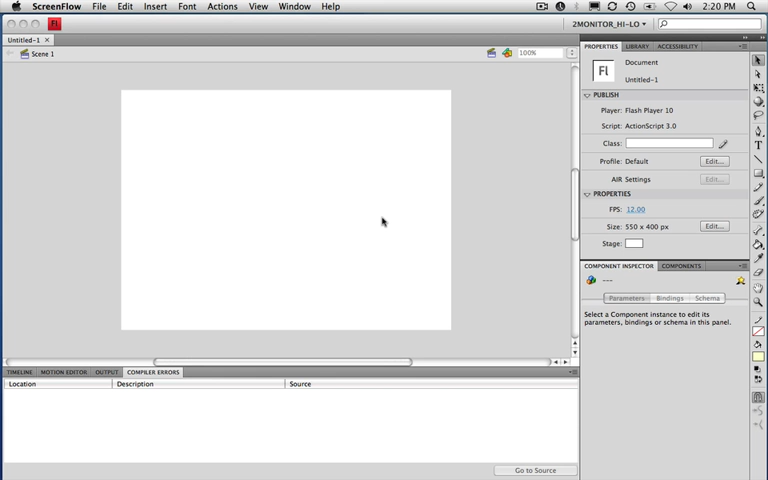 ScreenFlow File Edit Insert Font Actions View Window Help 2:20 PM
Fl 2MONITOR_HI-LO
Untitled-1
Scene 1 100%
PROPERTIES LIBRARY ACCESSIBILITY
Fl Document
Untitled-1
PUBLISH
Player: Flash Player 10
Script: ActionScript 3.0
Class:
Profile: Default Edit...
AIR Settings Edit...
PROPERTIES
FPS: 12.00
Size: 550 x 400 px Edit...
Stage:
COMPONENT INSPECTOR COMPONENTS
---
Parameters Bindings Schema
Select a Component instance to edit its
parameters, bindings or schema in this panel.
TIMELINE MOTION EDITOR OUTPUT COMPILER ERRORS
Location Description Source
Go to Source